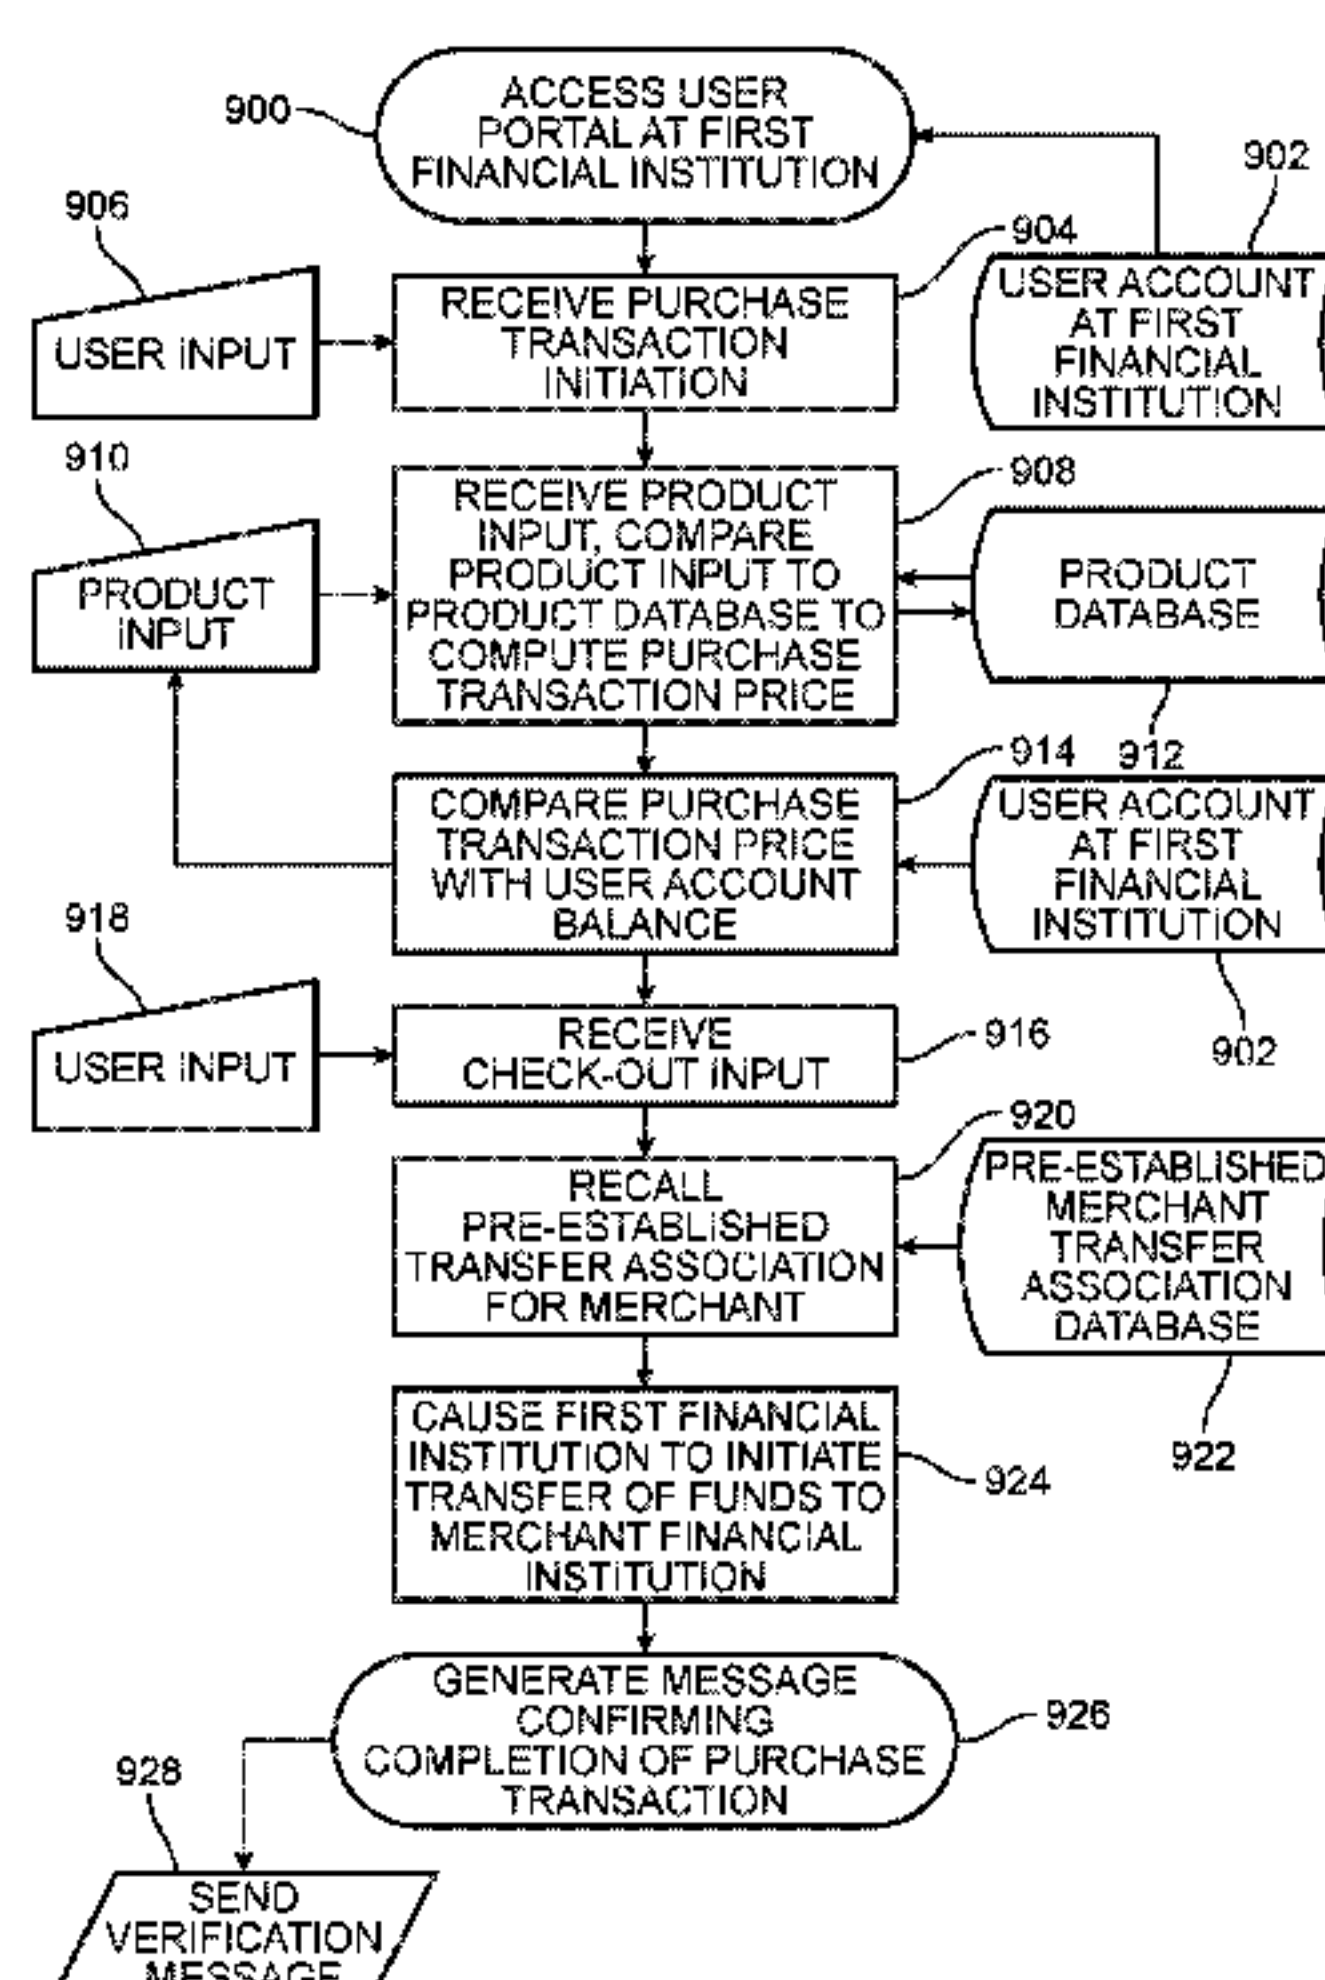 900
ACCESS USER
PORTAL AT FIRST
FINANCIAL INSTITUTION
902
USER ACCOUNT
AT FIRST
FINANCIAL
INSTITUTION
906
USER INPUT
904
RECEIVE PURCHASE
TRANSACTION
INITIATION
910
PRODUCT
INPUT
908
RECEIVE PRODUCT
INPUT, COMPARE
PRODUCT INPUT TO
PRODUCT DATABASE TO
COMPUTE PURCHASE
TRANSACTION PRICE
PRODUCT
DATABASE
912
914
COMPARE PURCHASE
TRANSACTION PRICE
WITH USER ACCOUNT
BALANCE
USER ACCOUNT
AT FIRST
FINANCIAL
INSTITUTION
902
918
USER INPUT
RECEIVE
CHECK-OUT INPUT
916
920
RECALL
PRE-ESTABLISHED
TRANSFER ASSOCIATION
FOR MERCHANT
PRE-ESTABLISHED
MERCHANT
TRANSFER
ASSOCIATION
DATABASE
922
CAUSE FIRST FINANCIAL
INSTITUTION TO INITIATE
TRANSFER OF FUNDS TO
MERCHANT FINANCIAL
INSTITUTION
924
GENERATE MESSAGE
CONFIRMING
COMPLETION OF PURCHASE
TRANSACTION
926
928
SEND
VERIFICATION
MESSAGE